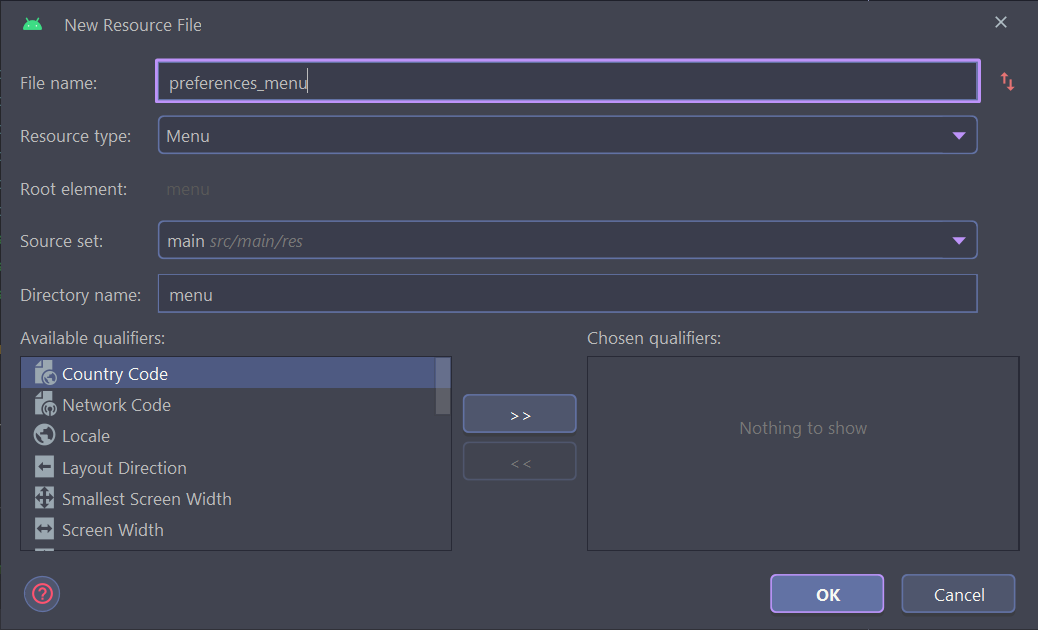 New Resource File
File name:
preferences_menu
Resource type:
Menu
Root element:
menu
Source set:
main src/main/res
Directory name:
menu
Available qualifiers:
Country Code
Network Code
Locale
Layout Direction
Smallest Screen Width
Screen Width
>>
<<
Chosen qualifiers:
Nothing to show
?
OK
Cancel